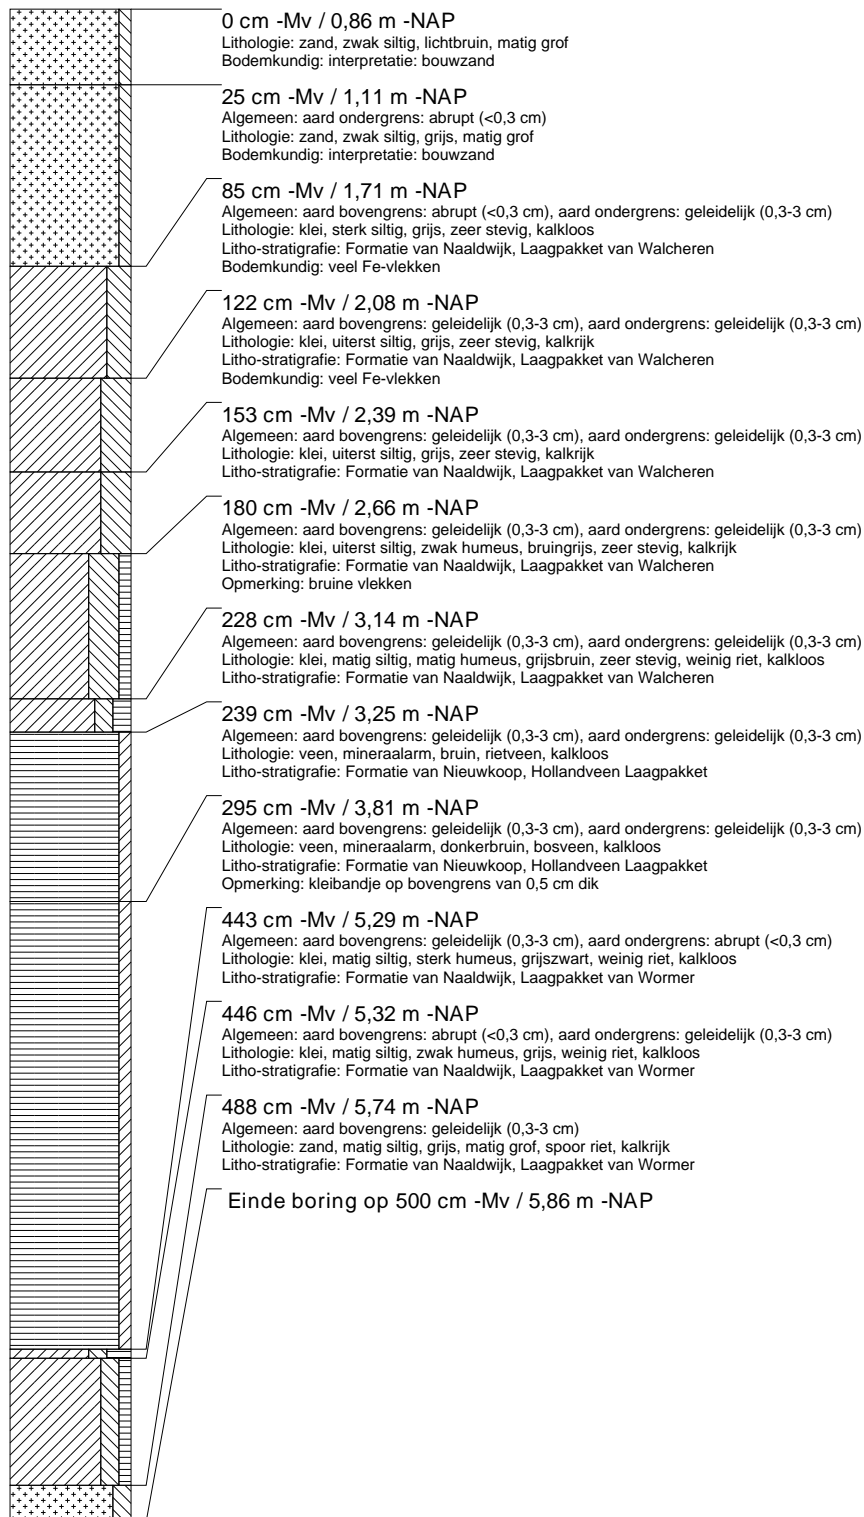 0 cm -Mv / 0,86 m -NAP
Lithologie: zand, zwak siltig, lichtbruin, matig grof
Bodemkundig: interpretatie: bouwzand
25 cm -Mv / 1,11 m -NAP
Algemeen: aard ondergrens: abrupt (<0,3 cm)
Lithologie: zand, zwak siltig, grijs, matig grof
Bodemkundig: interpretatie: bouwzand
85 cm -Mv / 1,71 m -NAP
Algemeen: aard bovengrens: abrupt (<0,3 cm), aard ondergrens: geleidelijk (0,3-3 cm)
Lithologie: klei, sterk siltig, grijs, zeer stevig, kalkloos
Litho-stratigrafie: Formatie van Naaldwijk, Laagpakket van Walcheren
Bodemkundig: veel Fe-vlekken
122 cm -Mv / 2,08 m -NAP
Algemeen: aard bovengrens: geleidelijk (0,3-3 cm), aard ondergrens: geleidelijk (0,3-3 cm)
Lithologie: klei, uiterst siltig, grijs, zeer stevig, kalkrijk
Litho-stratigrafie: Formatie van Naaldwijk, Laagpakket van Walcheren
Bodemkundig: veel Fe-vlekken
153 cm -Mv / 2,39 m -NAP
Algemeen: aard bovengrens: geleidelijk (0,3-3 cm), aard ondergrens: geleidelijk (0,3-3 cm)
Lithologie: klei, uiterst siltig, grijs, zeer stevig, kalkrijk
Litho-stratigrafie: Formatie van Naaldwijk, Laagpakket van Walcheren
180 cm -Mv / 2,66 m -NAP
Algemeen: aard bovengrens: geleidelijk (0,3-3 cm), aard ondergrens: geleidelijk (0,3-3 cm)
Lithologie: klei, uiterst siltig, zwak humeus, bruingrijs, zeer stevig, kalkrijk
Litho-stratigrafie: Formatie van Naaldwijk, Laagpakket van Walcheren
Opmerking: bruine vlekken
228 cm -Mv / 3,14 m -NAP
Algemeen: aard bovengrens: geleidelijk (0,3-3 cm), aard ondergrens: geleidelijk (0,3-3 cm)
Lithologie: klei, matig siltig, matig humeus, grijsbruin, zeer stevig, weinig riet, kalkloos
Litho-stratigrafie: Formatie van Naaldwijk, Laagpakket van Walcheren
239 cm -Mv / 3,25 m -NAP
Algemeen: aard bovengrens: geleidelijk (0,3-3 cm), aard ondergrens: geleidelijk (0,3-3 cm)
Lithologie: veen, mineraalarm, bruin, rietveen, kalkloos
Litho-stratigrafie: Formatie van Nieuwkoop, Hollandveen Laagpakket
295 cm -Mv / 3,81 m -NAP
Algemeen: aard bovengrens: geleidelijk (0,3-3 cm), aard ondergrens: geleidelijk (0,3-3 cm)
Lithologie: veen, mineraalarm, donkerbruin, bosveen, kalkloos
Litho-stratigrafie: Formatie van Nieuwkoop, Hollandveen Laagpakket
Opmerking: kleibandje op bovengrens van 0,5 cm dik
443 cm -Mv / 5,29 m -NAP
Algemeen: aard bovengrens: geleidelijk (0,3-3 cm), aard ondergrens: abrupt (<0,3 cm)
Lithologie: klei, matig siltig, sterk humeus, grijszwart, weinig riet, kalkloos
Litho-stratigrafie: Formatie van Naaldwijk, Laagpakket van Wormer
446 cm -Mv / 5,32 m -NAP
Algemeen: aard bovengrens: abrupt (<0,3 cm), aard ondergrens: geleidelijk (0,3-3 cm)
Lithologie: klei, matig siltig, zwak humeus, grijs, weinig riet, kalkloos
Litho-stratigrafie: Formatie van Naaldwijk, Laagpakket van Wormer
488 cm -Mv / 5,74 m -NAP
Algemeen: aard bovengrens: geleidelijk (0,3-3 cm)
Lithologie: zand, matig siltig, grijs, matig grof, spoor riet, kalkrijk
Litho-stratigrafie: Formatie van Naaldwijk, Laagpakket van Wormer
Einde boring op 500 cm -Mv / 5,86 m -NAP